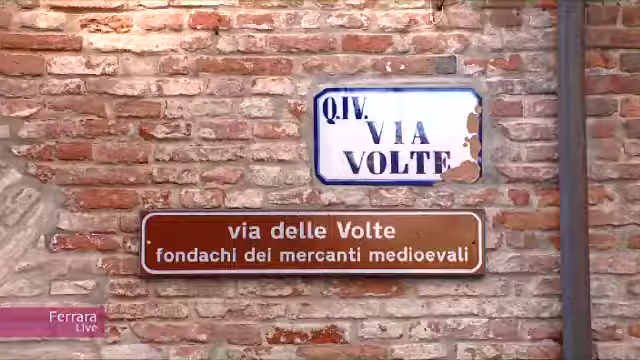 Q.IV.
VIA
VOLTE
via delle Volte
fondachi dei mercanti medioevali
Ferrara
Live